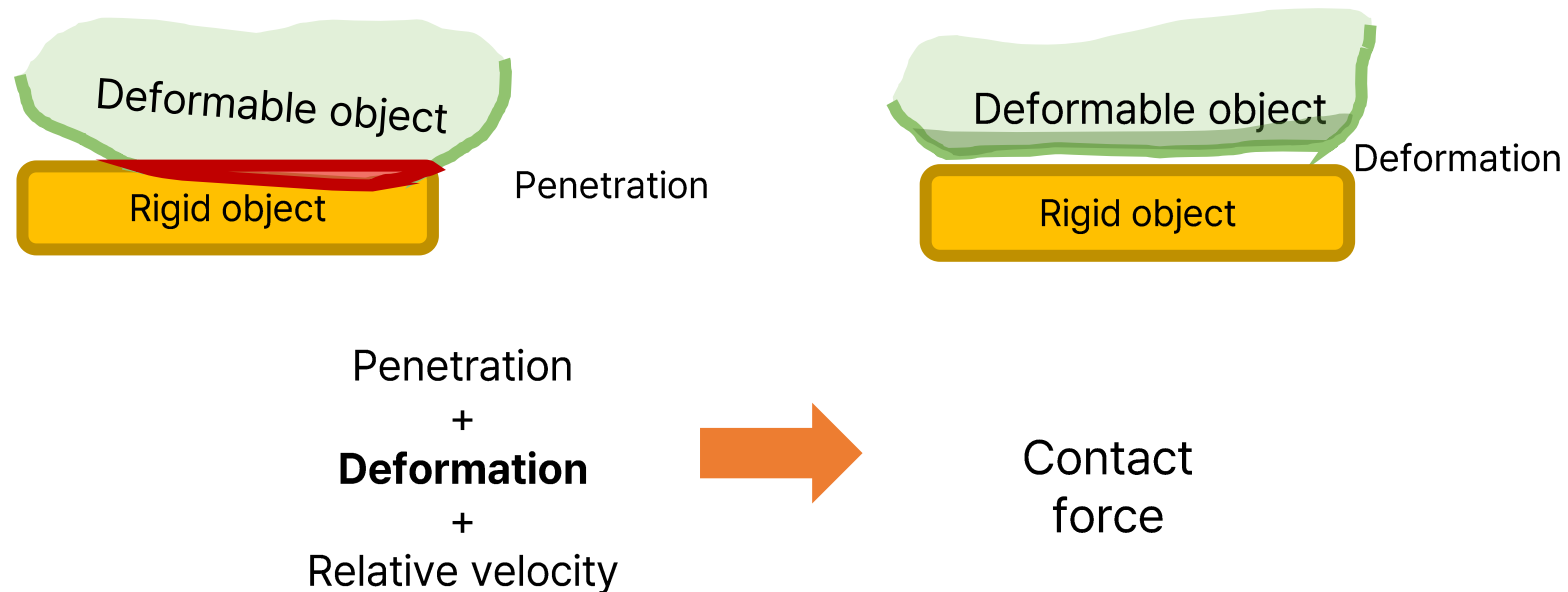 Deformable object
Rigid object
Penetration
Deformable object
Deformation
Rigid object
Penetration
+
Deformation
+
Relative velocity
Contact
force